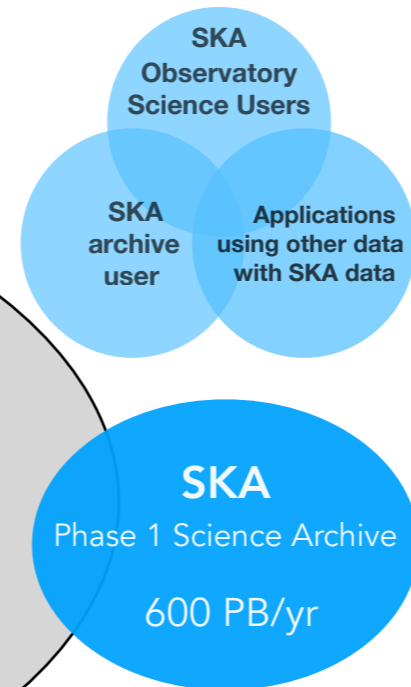 SKA
Observatory
Science Users
SKA
archive
user
Applications
using other data
with SKA data
SKA
Phase 1 Science Archive
600 PB/yr